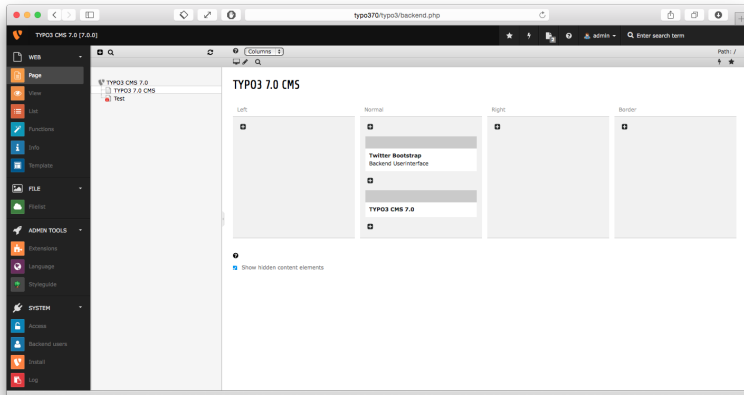 typo370/typo3/backend.php
TYPO3 CMS 7.0 [7.0.0]
admin
Enter search term
WEB
Page
View
List
Functions
Info
Template
FILE
Filelist
ADMIN TOOLS
Extensions
Language
Styleguide
SYSTEM
Access
Backend users
Install
Log
TYPO3 CMS 7.0
TYPO3 7.0 CMS
Test
Columns
Path: /
TYPO3 7.0 CMS
Left
Normal
Right
Border
Twitter Bootstrap
Backend Userinterface
TYPO3 CMS 7.0
Show hidden content elements